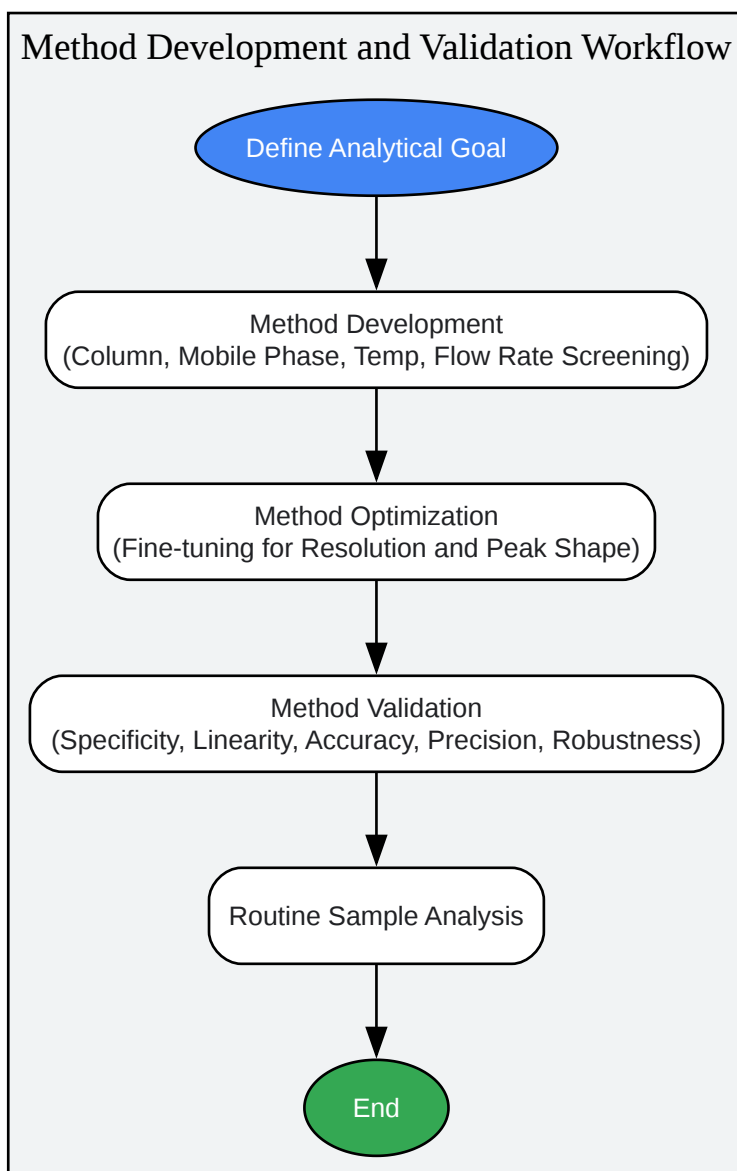 Method Development and Validation Workflow
Define Analytical Goal
Method Development
(Column, Mobile Phase, Temp, Flow Rate Screening)
Method Optimization
(Fine-tuning for Resolution and Peak Shape)
Method Validation
(Specificity, Linearity, Accuracy, Precision, Robustness)
Routine Sample Analysis
End